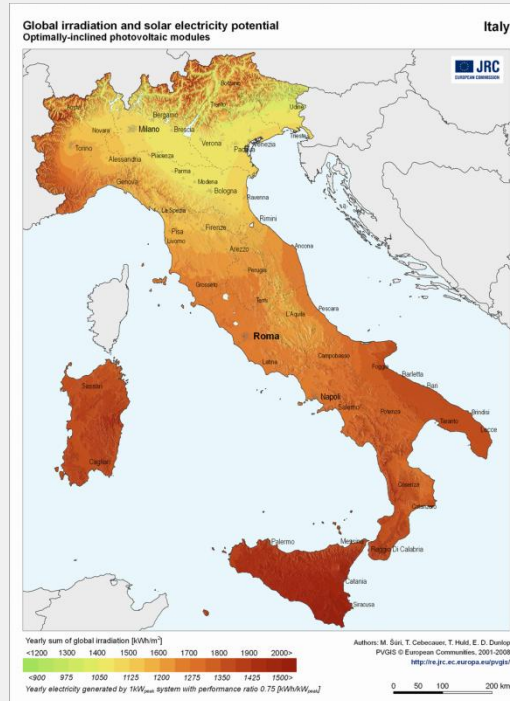 Global irradiation and solar electricity potential
Optimally-inclined photovoltaic modules
Italy
JRC
EUROPEAN COMMISSION
Bolzano
Aosta
Trento
Udine
Bergamo
Novara
Milano
Brescia
Trieste
Verona
Padova
Venezia
Torino
Alessandria
Piacenza
Parma
Modena
Genova
Bologna
Ravenna
La Spezia
Rimini
Firenze
Pisa
Livorno
Ancona
Arezzo
Perugia
Grosseto
Terni
L'Aquila
Pescara
Roma
Latina
Campobasso
Foggia
Barletta
Bari
Napoli
Salerno
Potenza
Brindisi
Taranto
Lecce
Sassari
Cagliari
Cosenza
Catanzaro
Palermo
Messina
Reggio Di Calabria
Catania
Siracusa
Yearly sum of global irradiation [kWh/m²]
<1200 1300 1400 1500 1600 1700 1800 1900 2000>
<900 975 1050 1125 1200 1275 1350 1425 1500>
Yearly electricity generated by 1kWpeak system with performance ratio 0.75 [kWh/kWpeak]
Authors: M. Šúri, T. Cebecauer, T. Huld, E. D. Dunlop
PVGIS © European Communities, 2001-2008
http://re.jrc.ec.europa.eu/pvgis/
0 50 100 200 km